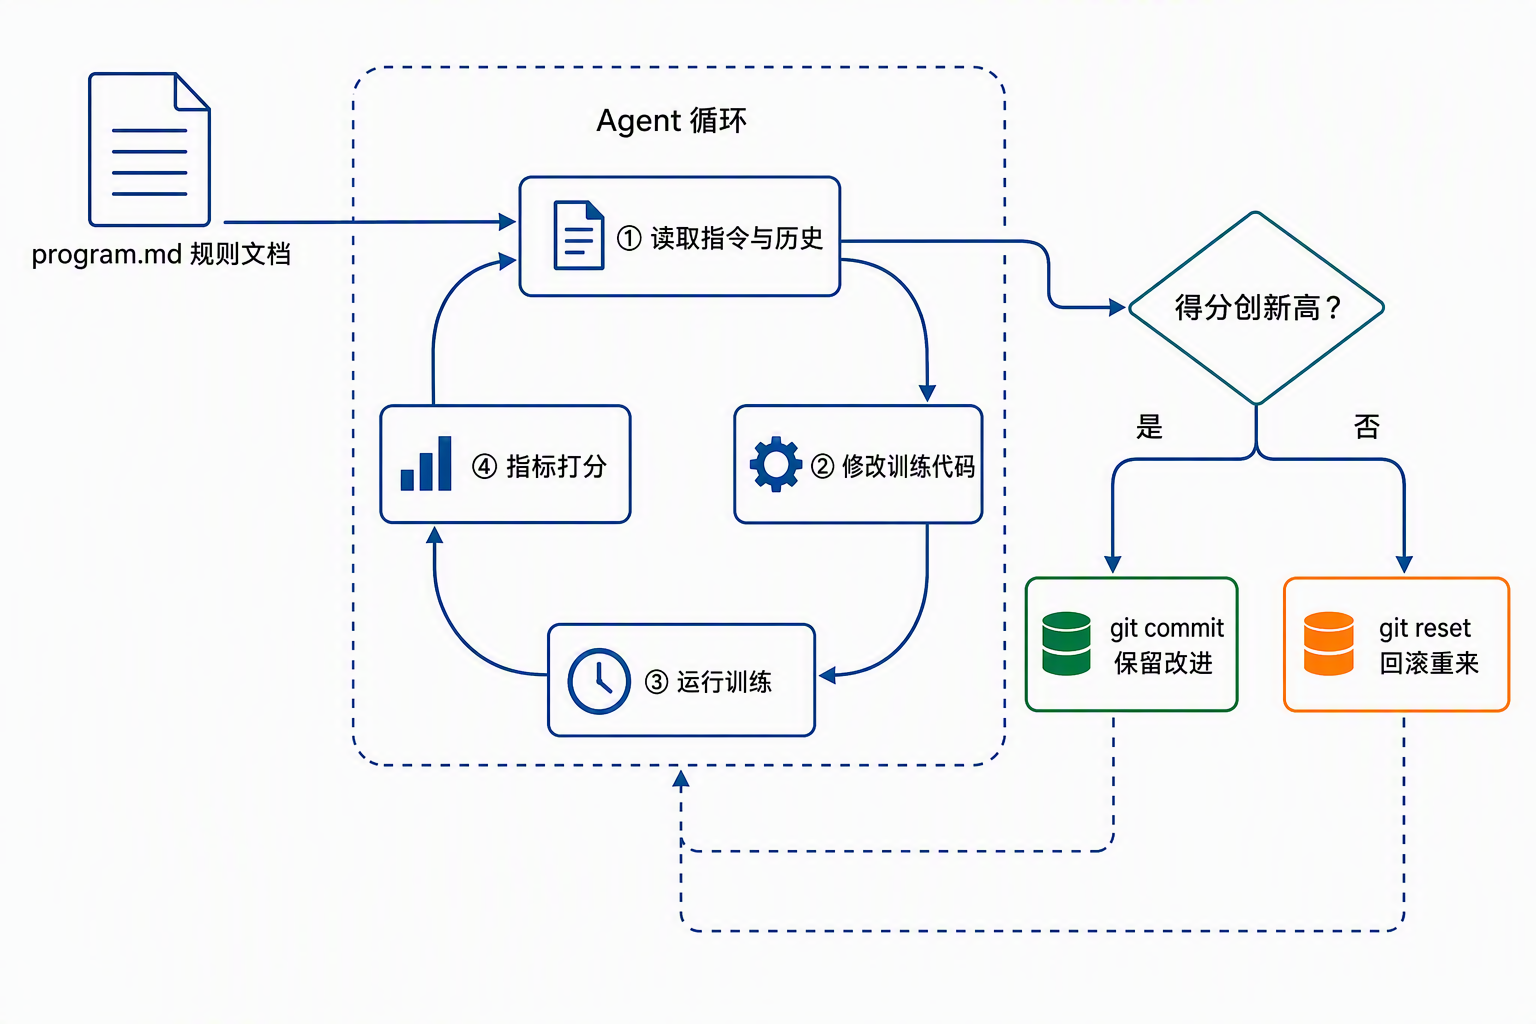 Agent 循环
program.md 规则文档
① 读取指令与历史
得分创新高？
是
否
④ 指标打分
② 修改训练代码
git commit
保留改进
git reset
回滚重来
③ 运行训练